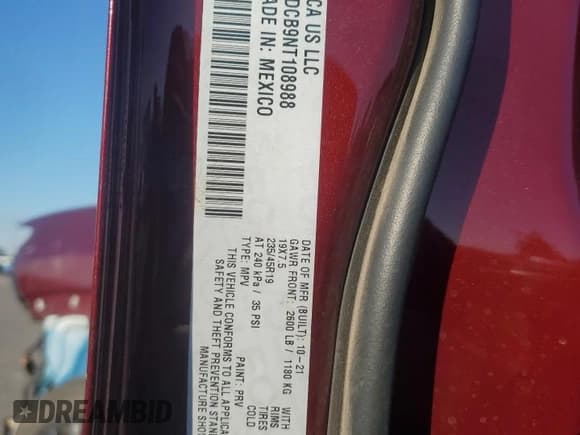 CA US LLC
DCB9NT108988
DE IN: MEXICO
DATE OF MFR (BUILT): 10-21
GAWR FRONT: 2600 LB / 1180 KG WITH
19X7.5 RIMS
235/45R19 TIRES
AT 240 kPa / 35 PSI COLD
TYPE: MPV PAINT: PRV
THIS VEHICLE CONFORMS TO ALL APPLICA
SAFETY AND THEFT PREVENTION STAN
MANUFACTURE SHO
DREAMBID